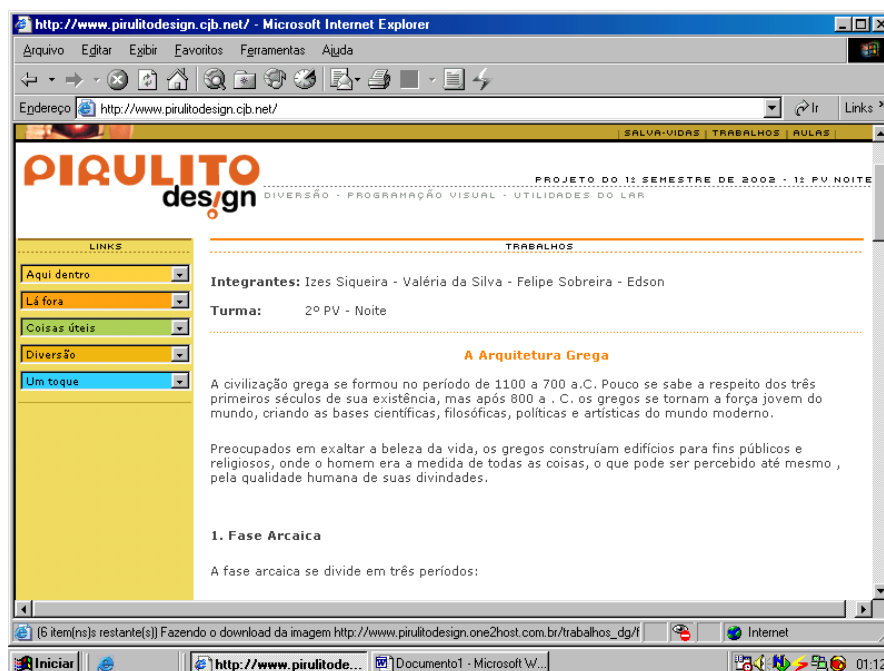 http://www.pirulitodesign.cjb.net/ - Microsoft Internet Explorer
Arquivo Editar Exibir Favoritos Ferramentas Ajuda
Endereço http://www.pirulitodesign.cjb.net/ Ir Links
| SALVA-VIDAS | TRABALHOS | AULAS |
PIRULITO
design
PROJETO DO 1º SEMESTRE DE 2002 - 1º PV NOITE
DIVERSÃO - PROGRAMAÇÃO VISUAL - UTILIDADES DO LAR
LINKS
Aqui dentro
Lá fora
Coisas úteis
Diversão
Um toque
TRABALHOS
Integrantes: Izes Siqueira - Valéria da Silva - Felipe Sobreira - Edson
Turma: 2º PV - Noite
A Arquitetura Grega
A civilização grega se formou no período de 1100 a 700 a.C. Pouco se sabe a respeito dos três
primeiros séculos de sua existência, mas após 800 a . C. os gregos se tornam a força jovem do
mundo, criando as bases científicas, filosóficas, políticas e artísticas do mundo moderno.
Preocupados em exaltar a beleza da vida, os gregos construíam edifícios para fins públicos e
religiosos, onde o homem era a medida de todas as coisas, o que pode ser percebido até mesmo ,
pela qualidade humana de suas divindades.
1. Fase Arcaica
A fase arcaica se divide em três períodos:
(6 item(ns)s restante(s)) Fazendo o download da imagem http://www.pirulitodesign.one2host.com.br/trabalhos_dg/f Internet
Iniciar http://www.pirulitode... Documento1 - Microsoft W... 01:12